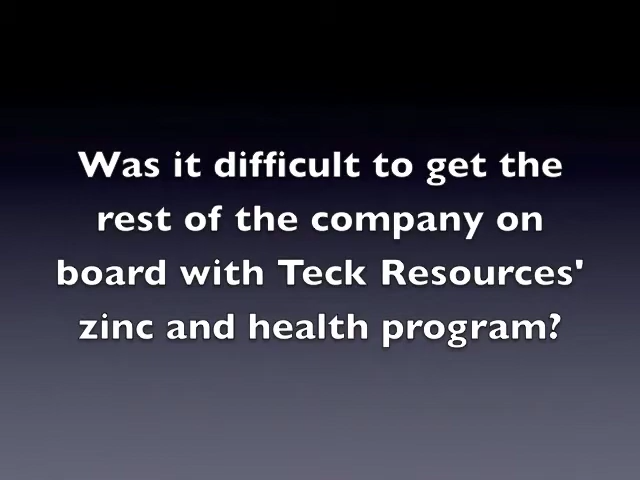 Was it difficult to get the
rest of the company on
board with Teck Resources'
zinc and health program?